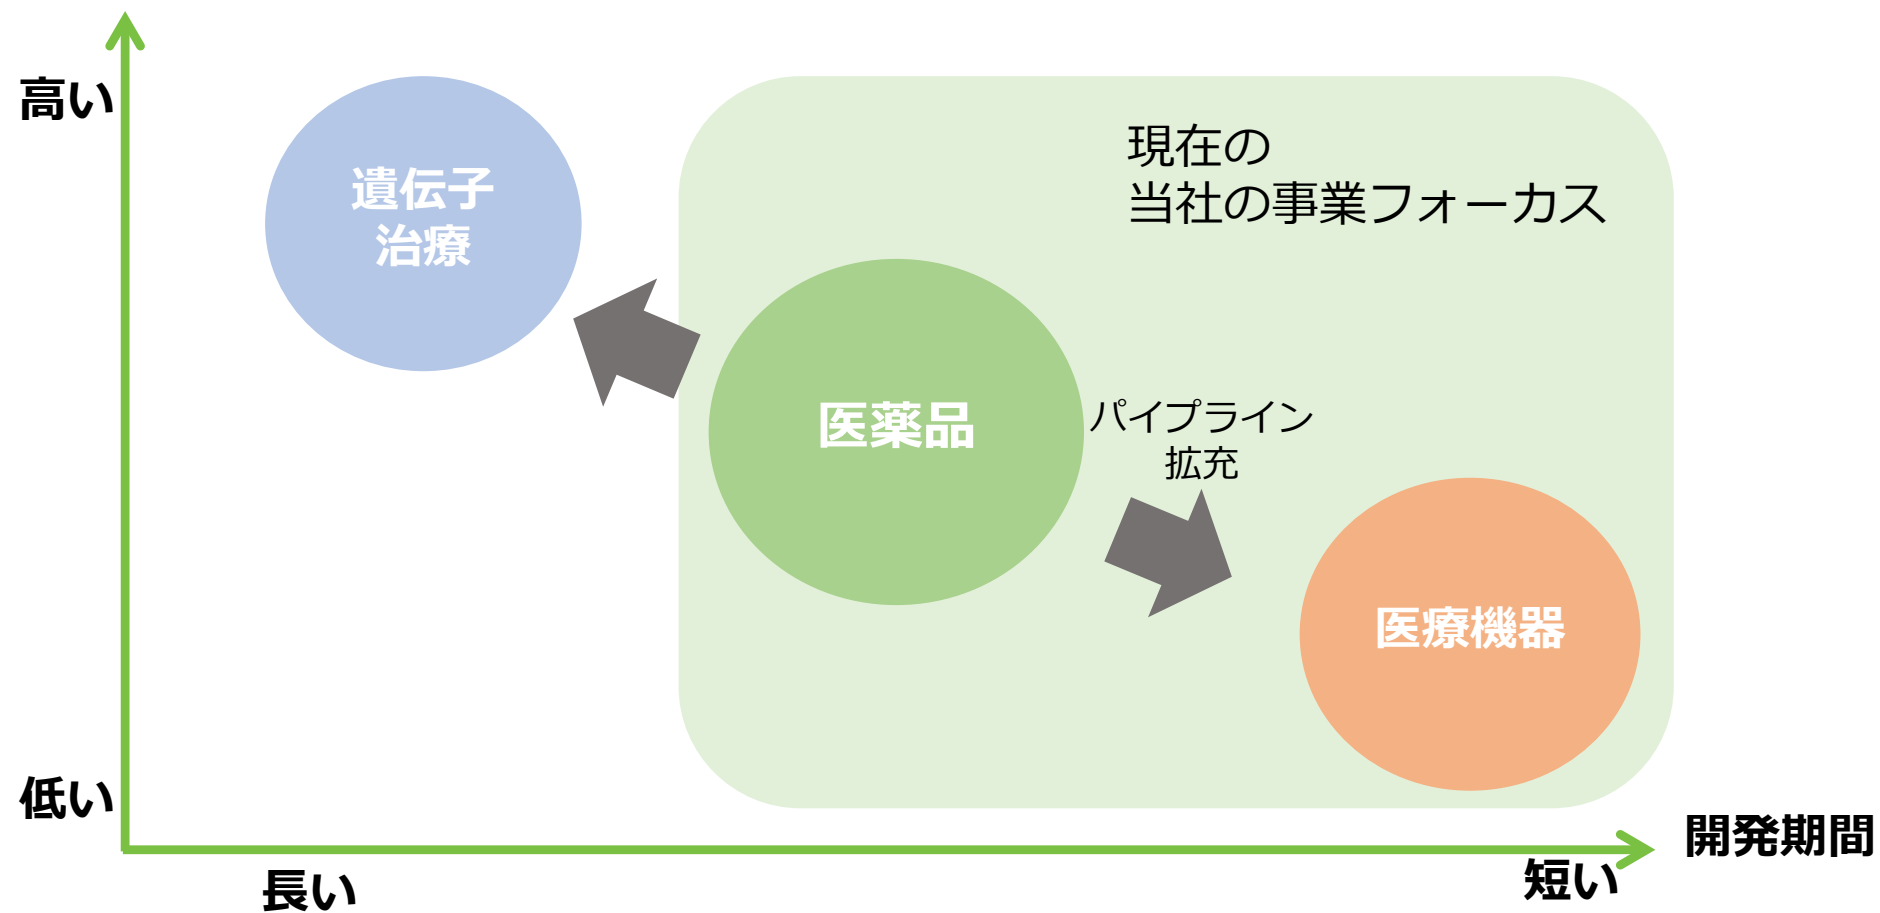 高い
遺伝子
治療
現在の
当社の事業フォーカス
医薬品
パイプライン
拡充
医療機器
低い
開発期間
長い
短い